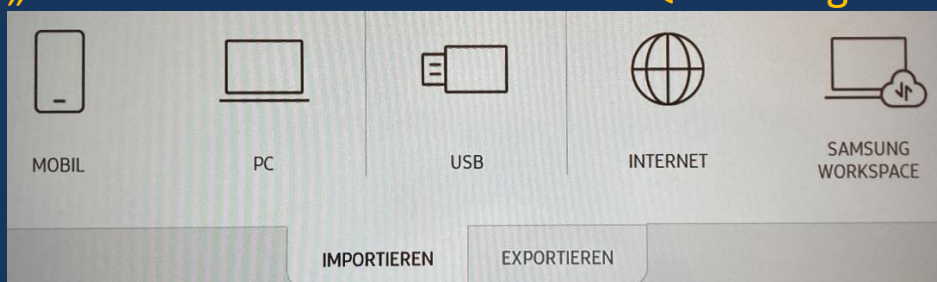 MOBIL
PC
USB
INTERNET
SAMSUNG
WORKSPACE
IMPORTIEREN
EXPORTIEREN